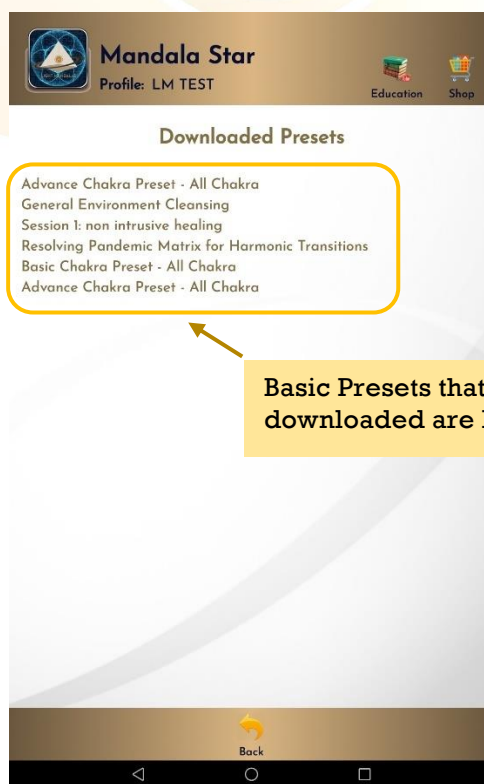 Mandala Star
Profile: LM TEST
Education
Shop
Downloaded Presets
Advance Chakra Preset - All Chakra
General Environment Cleansing
Session 1: non intrusive healing
Resolving Pandemic Matrix for Harmonic Transitions
Basic Chakra Preset - All Chakra
Advance Chakra Preset - All Chakra
Basic Presets that
downloaded are
Back